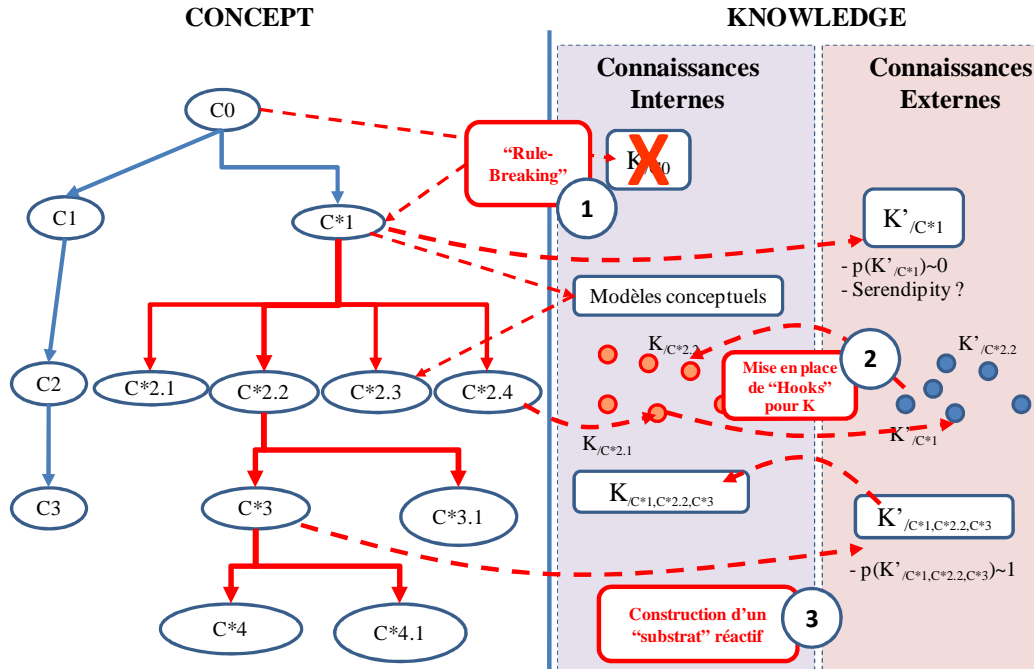 CONCEPT
KNOWLEDGE
Connaissances
Internes
Connaissances
Externes
C0
“Rule-
Breaking”
K/C0
X
1
C1
C*1
K’/C*1
- p(K’/C*1)~0
- Serendipity ?
Modèles conceptuels
K/C*2.2
2
K’/C*2.2
C2
C*2.1
C*2.2
C*2.3
C*2.4
Mise en place
de “Hooks”
pour K
K/C*2.1
K’/C*1
C3
C*3
C*3.1
K/C*1,C*2.2,C*3
K’/C*1,C*2.2,C*3
- p(K’/C*1,C*2.2,C*3)~1
C*4
C*4.1
Construction d’un
“substrat” réactif
3